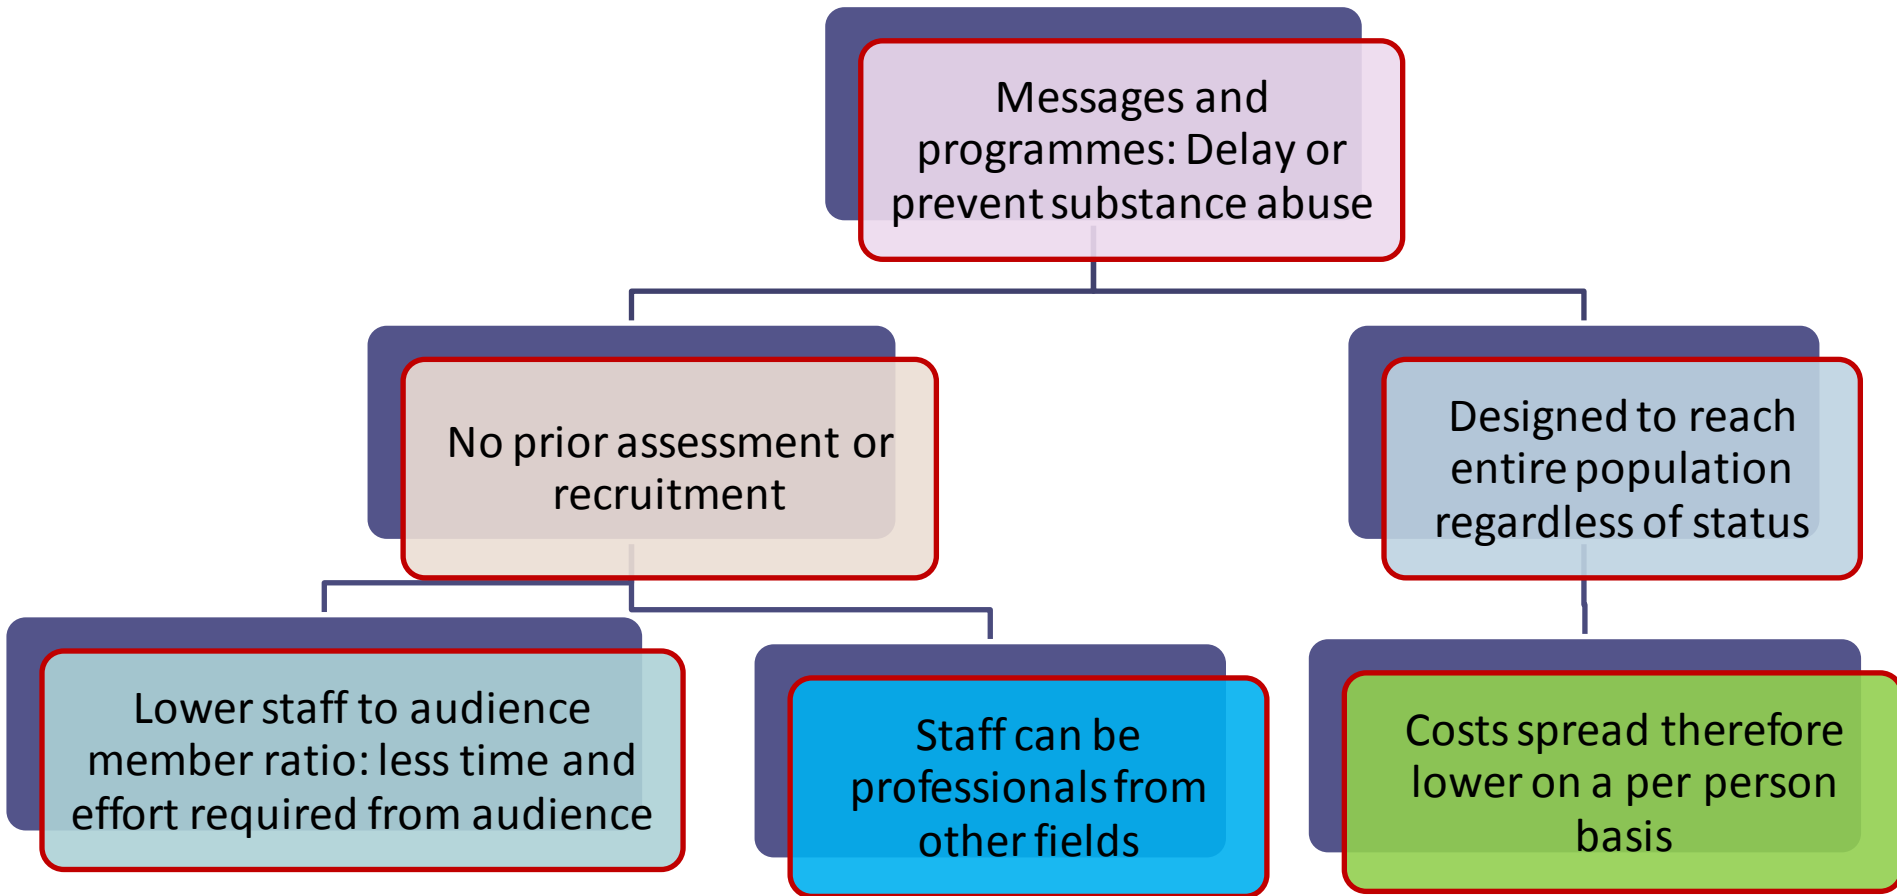 Messages and
programmes: Delay or
prevent substance abuse
No prior assessment or
recruitment
Designed to reach
entire population
regardless of status
Lower staff to audience
member ratio: less time and
effort required from audience
Staff can be
professionals from
other fields
Costs spread therefore
lower on a per person
basis